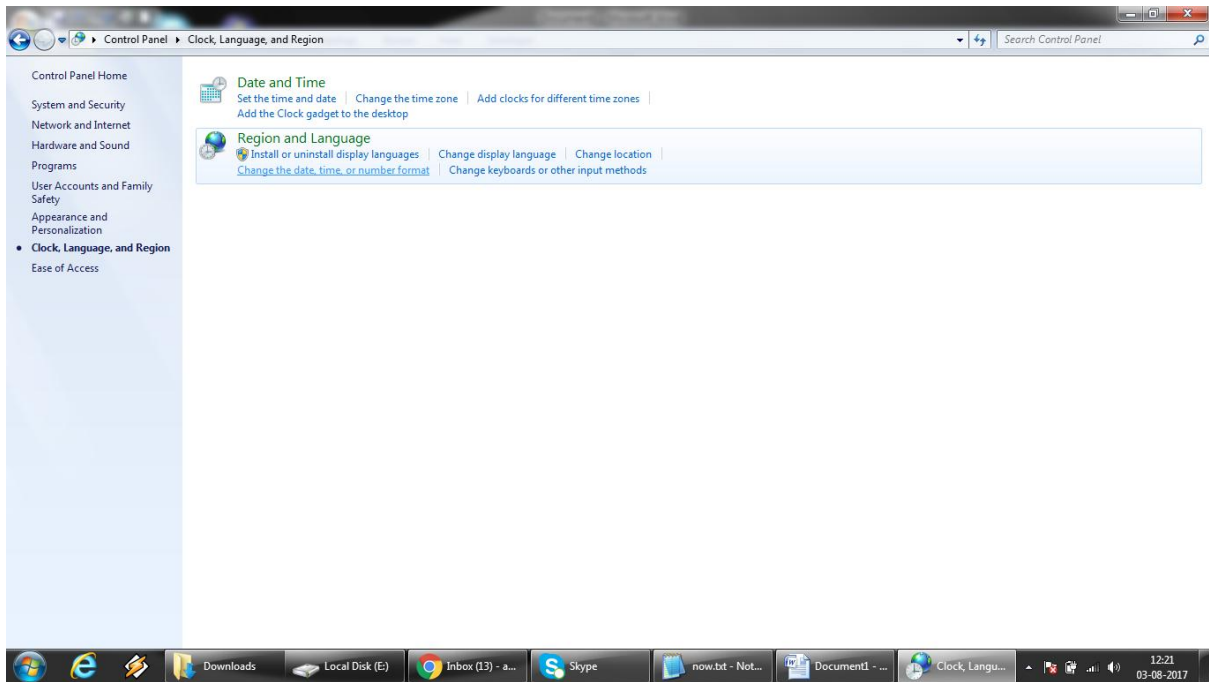 Control Panel ▸ Clock, Language, and Region
Search Control Panel
Control Panel Home
System and Security
Network and Internet
Hardware and Sound
Programs
User Accounts and Family
Safety
Appearance and
Personalization
Clock, Language, and Region
Ease of Access
Date and Time
Set the time and date | Change the time zone | Add clocks for different time zones
Add the Clock gadget to the desktop
Region and Language
Install or uninstall display languages | Change display language | Change location
Change the date, time, or number format | Change keyboards or other input methods
Downloads
Local Disk (E:)
Inbox (13) - a...
Skype
now.txt - Not...
Document1 - ...
Clock, Langu...
12:21
03-08-2017